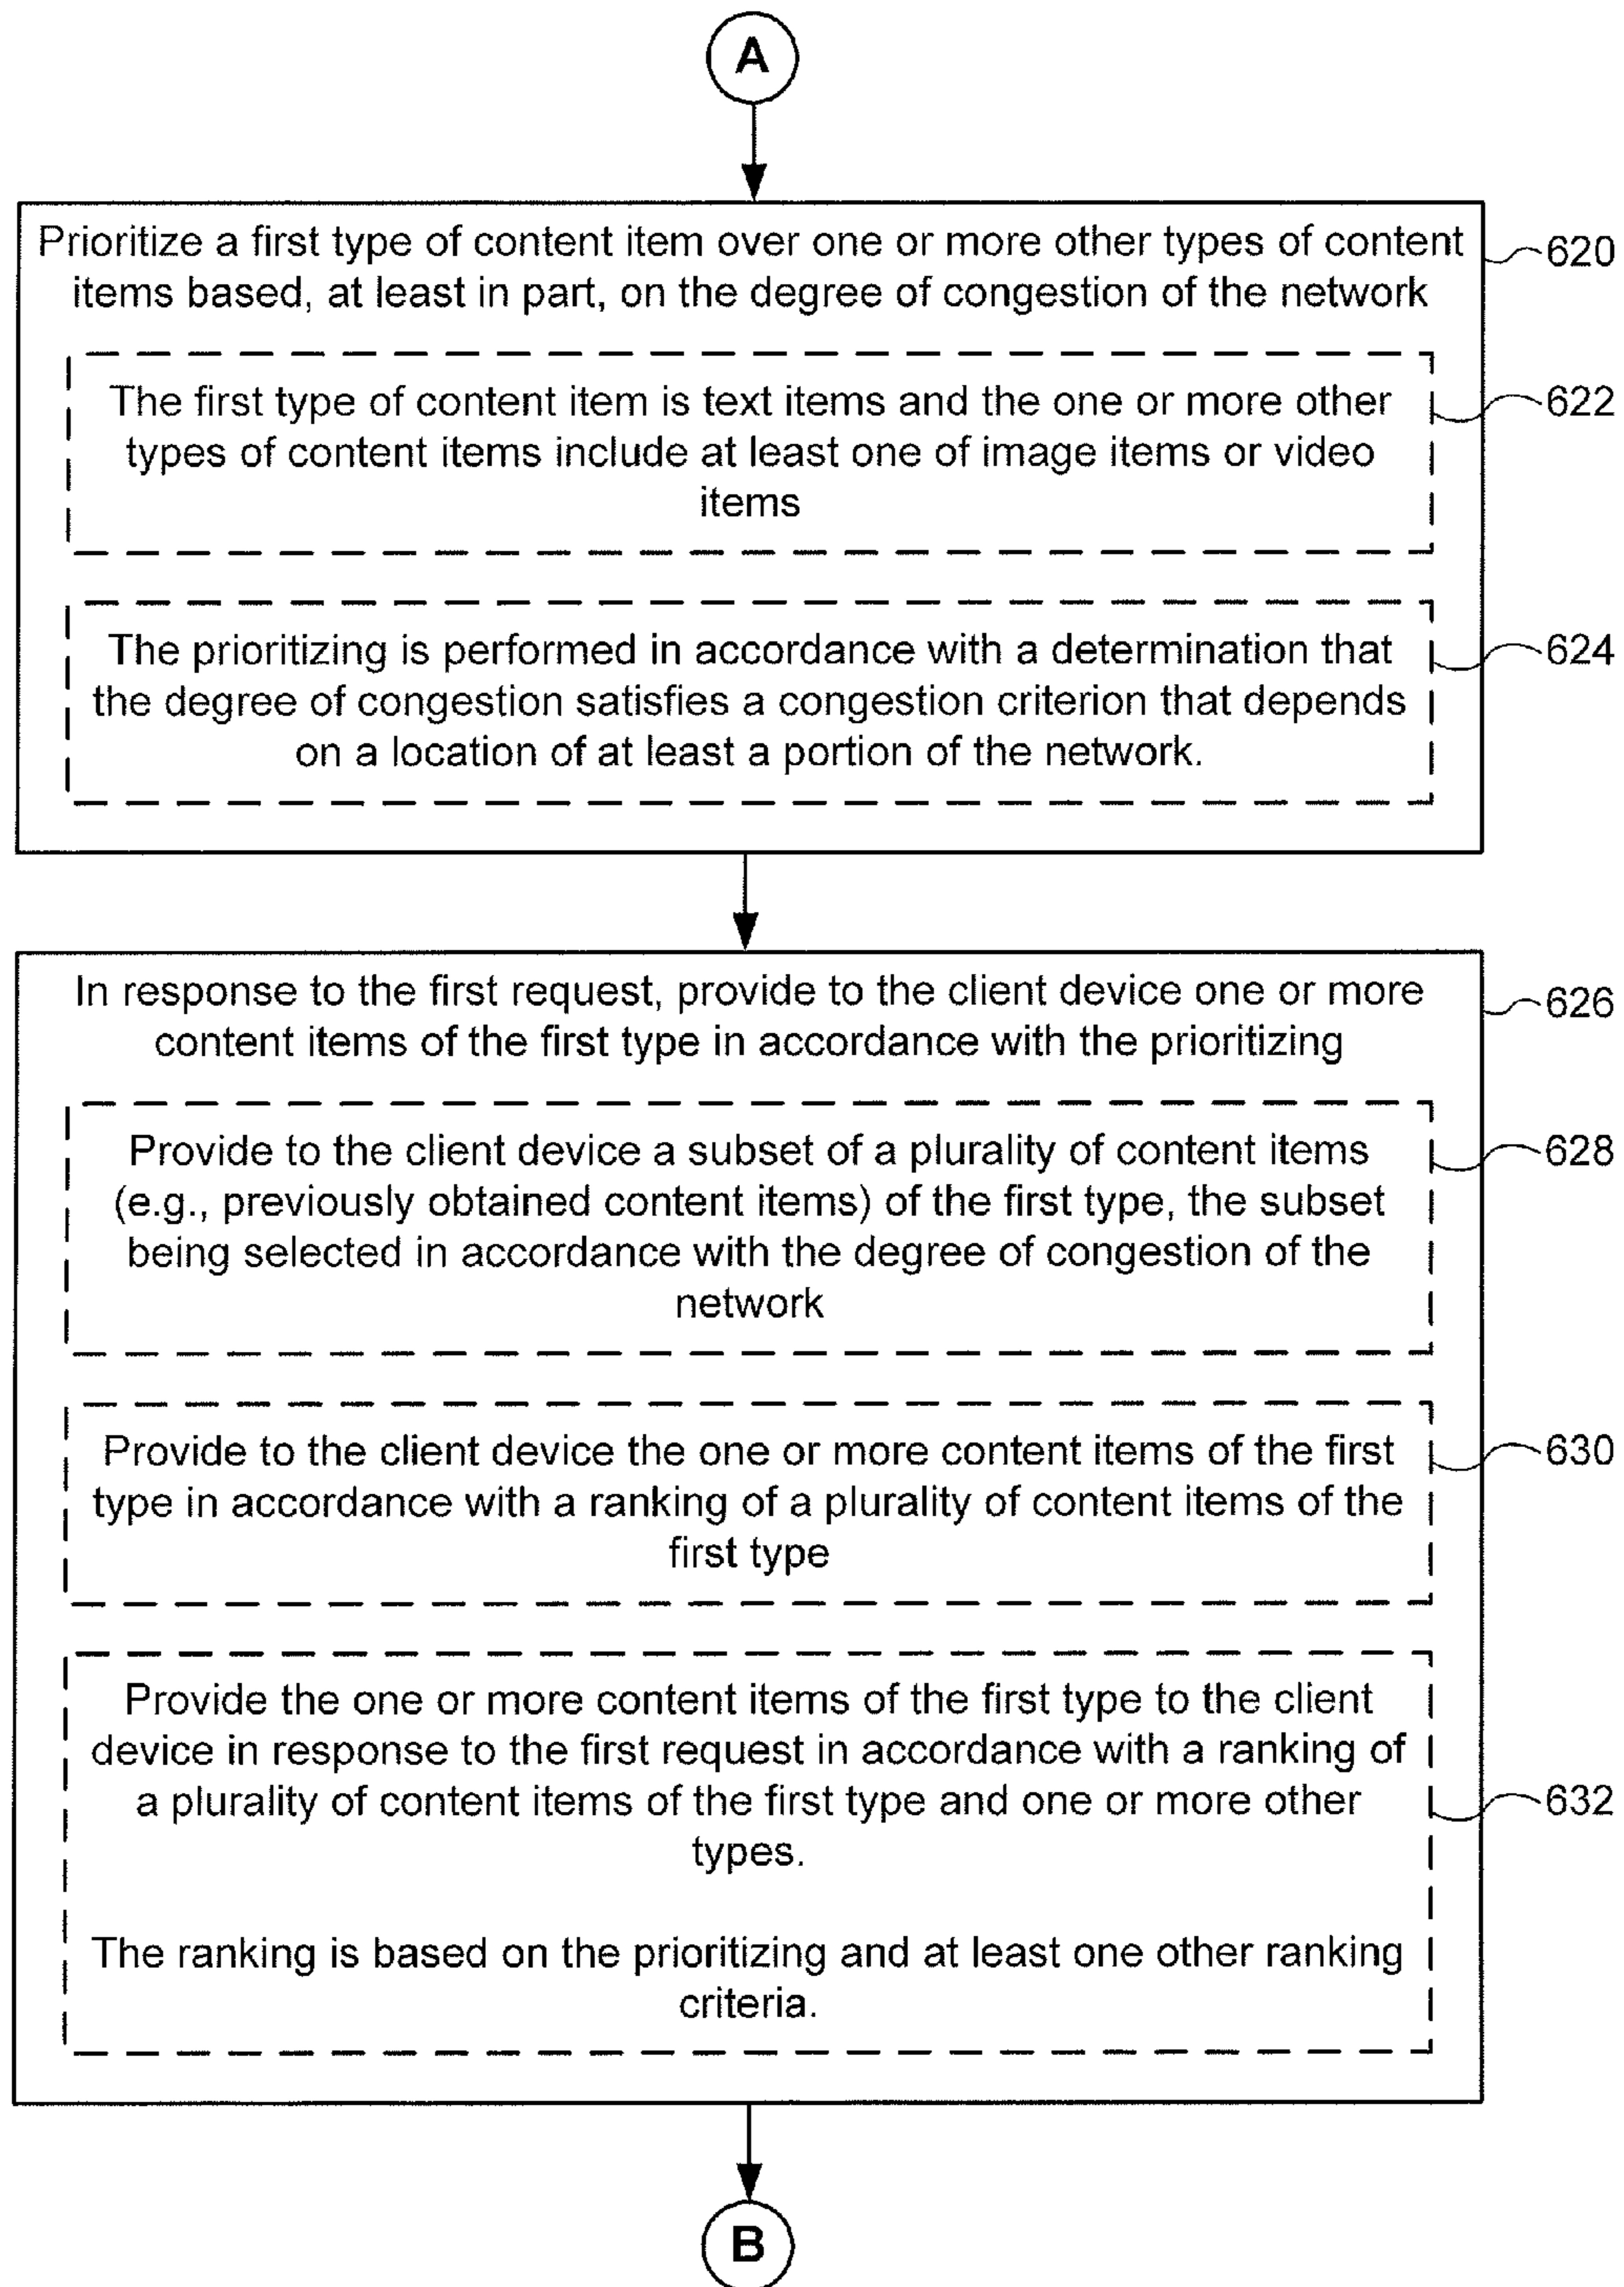 A
Prioritize a first type of content item over one or more other types of content
items based, at least in part, on the degree of congestion of the network
620
The first type of content item is text items and the one or more other
types of content items include at least one of image items or video
items
622
The prioritizing is performed in accordance with a determination that
the degree of congestion satisfies a congestion criterion that depends
on a location of at least a portion of the network.
624
In response to the first request, provide to the client device one or more
content items of the first type in accordance with the prioritizing
626
Provide to the client device a subset of a plurality of content items
(e.g., previously obtained content items) of the first type, the subset
being selected in accordance with the degree of congestion of the
network
628
Provide to the client device the one or more content items of the first
type in accordance with a ranking of a plurality of content items of the
first type
630
Provide the one or more content items of the first type to the client
device in response to the first request in accordance with a ranking of
a plurality of content items of the first type and one or more other
types.
The ranking is based on the prioritizing and at least one other ranking
criteria.
632
B